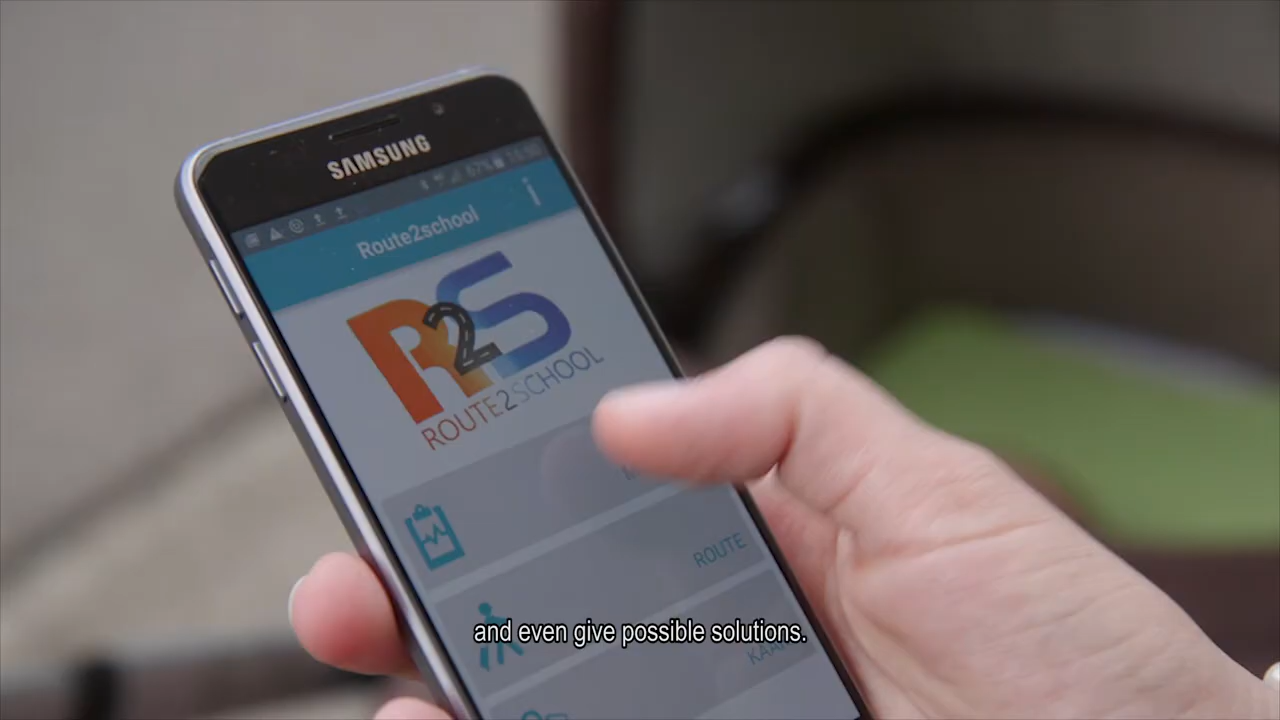 SAMSUNG
Route2school
R2S
ROUTE2SCHOOL
ROUTE
and even give possible solutions.